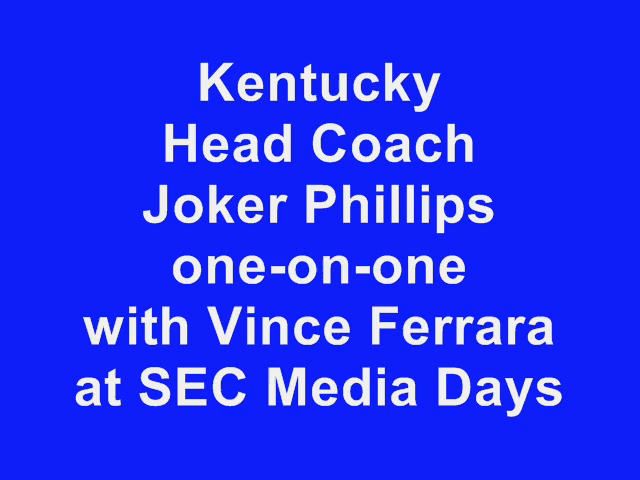 Kentucky
Head Coach
Joker Phillips
one-on-one
with Vince Ferrara
at SEC Media Days